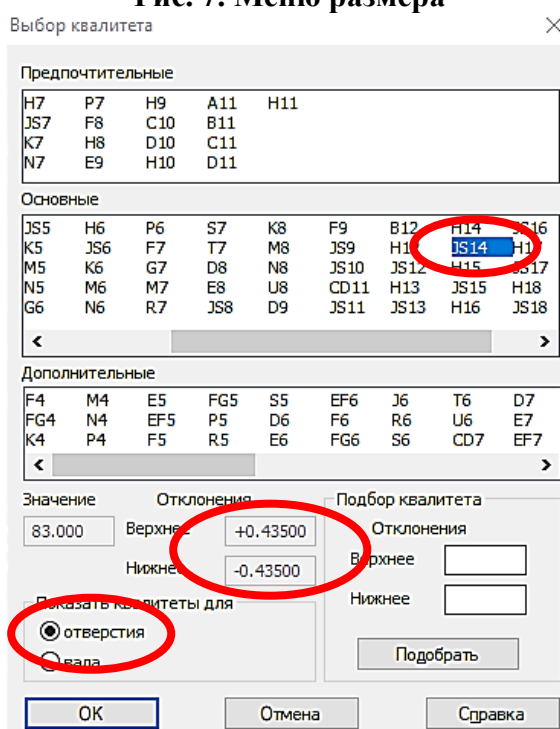 Рис. 7. Меню размера
Выбор квалитета
Предпочтительные
H7 P7 H9 A11 H11
JS7 F8 C10 B11
K7 H8 D10 C11
N7 E9 H10 D11
Основные
JS5 H6 P6 S7 K8 F9 B12 H14 JS16
K5 JS6 F7 T7 M8 JS9 H12 JS14 H17
M5 K6 G7 D8 N8 JS10 JS12 H15 JS17
N5 M6 M7 E8 U8 CD11 H13 JS15 H18
G6 N6 R7 JS8 D9 JS11 JS13 H16 JS18
Дополнительные
F4 M4 E5 FG5 S5 EF6 J6 T6 D7
FG4 N4 EF5 P5 D6 F6 R6 U6 E7
K4 P4 F5 R5 E6 FG6 S6 CD7 EF7
Значение Отклонения Подбор квалитета
83.000 Верхнее +0.43500 Отклонения
Нижнее -0.43500 Верхнее
Нижнее
Показать квалитеты для
отверстия
вала
Подобрать
OK Отмена Справка